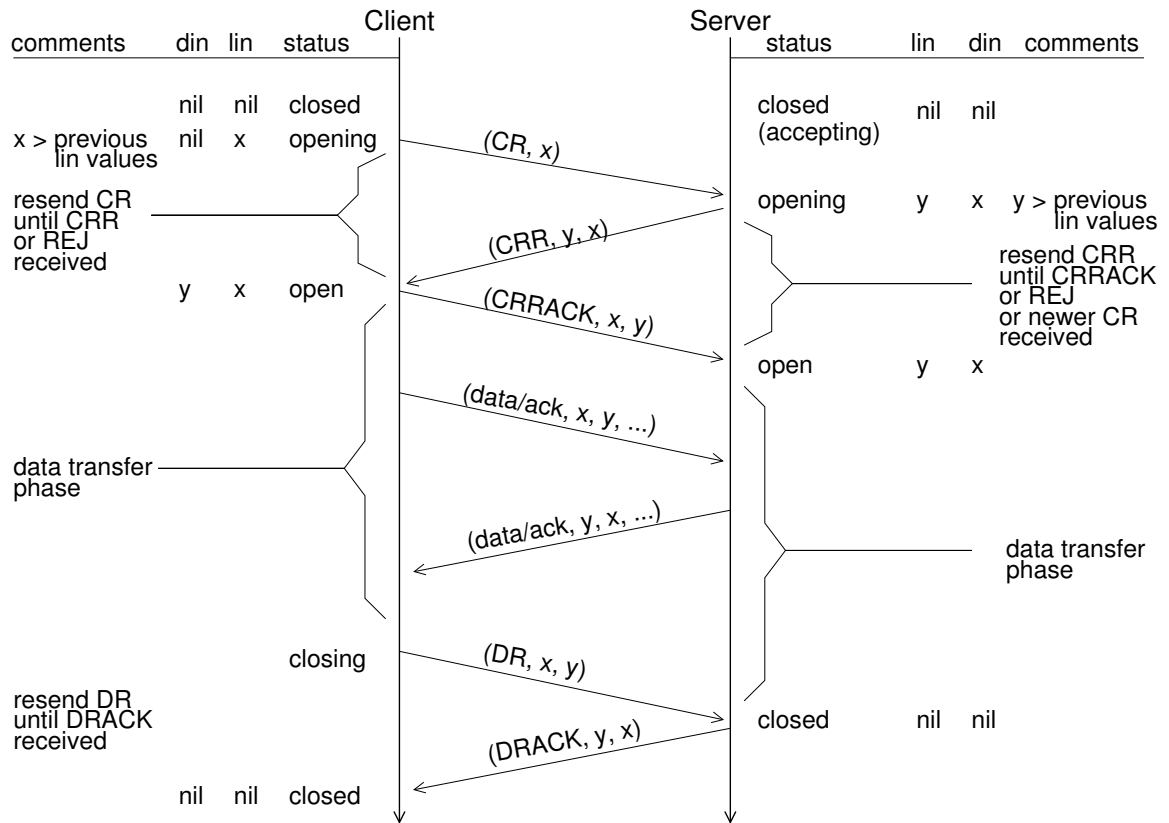 Client Server
comments din lin status status lin din comments
nil nil closed closed nil nil
(accepting)
x > previous nil x opening
lin values
(CR, x)
resend CR
until CRR
or REJ
received
opening y x y > previous
lin values
(CRR, y, x)
resend CRR
until CRRACK
or REJ
or newer CR
received
y x open
(CRRACK, x, y)
open y x
(data/ack, x, y, ...)
data transfer
phase
(data/ack, y, x, ...)
data transfer
phase
closing
(DR, x, y)
resend DR
until DRACK
received
closed nil nil
(DRACK, y, x)
nil nil closed